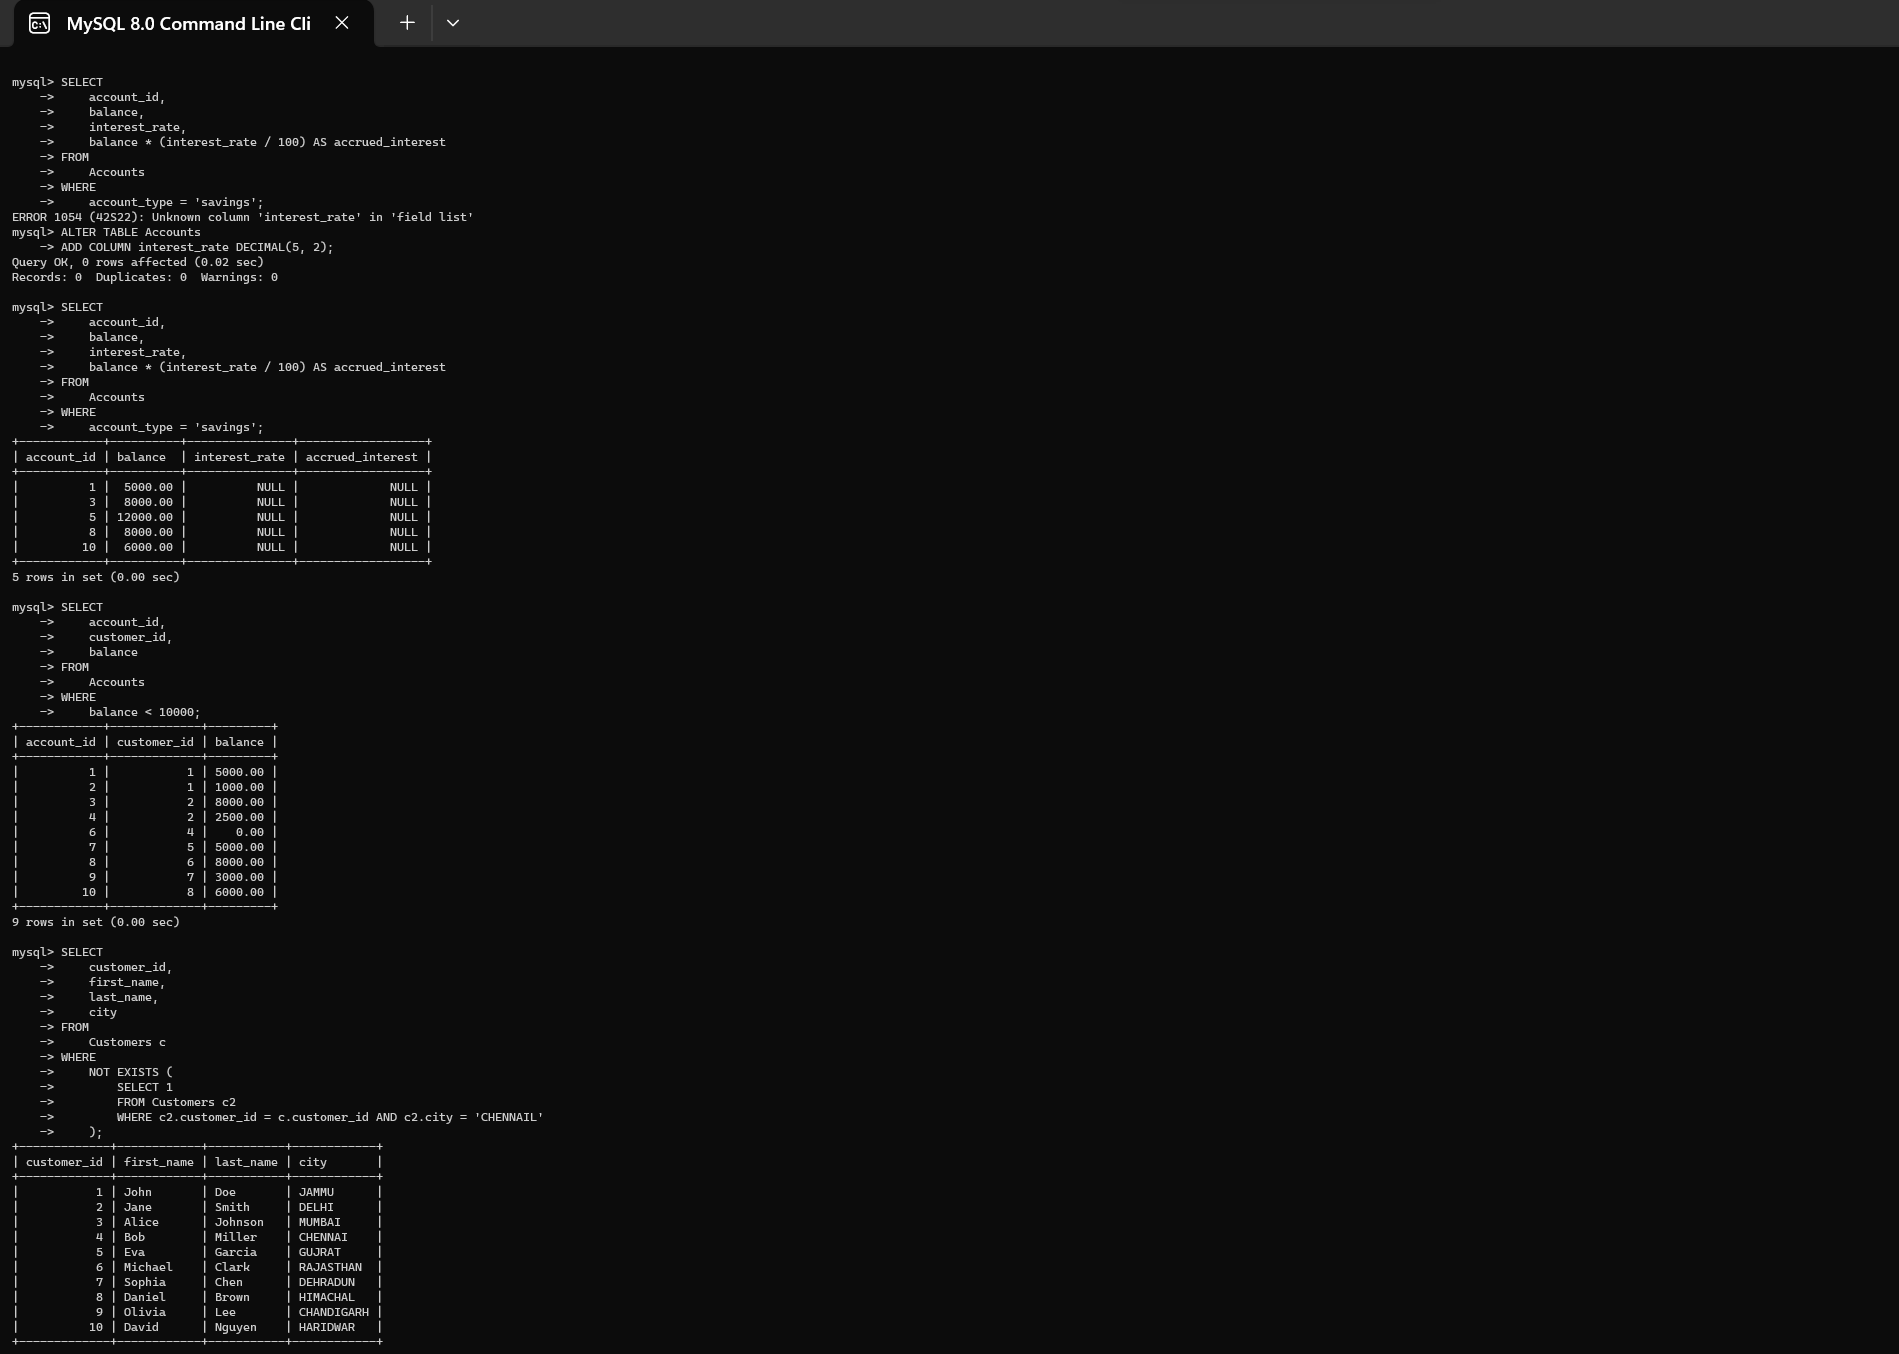 MySQL 8.0 Command Line Cli
mysql> SELECT
    ->     account_id,
    ->     balance,
    ->     interest_rate,
    ->     balance * (interest_rate / 100) AS accrued_interest
    -> FROM
    ->     Accounts
    -> WHERE
    ->     account_type = 'savings';
ERROR 1054 (42S22): Unknown column 'interest_rate' in 'field list'
mysql> ALTER TABLE Accounts
    -> ADD COLUMN interest_rate DECIMAL(5, 2);
Query OK, 0 rows affected (0.02 sec)
Records: 0  Duplicates: 0  Warnings: 0
mysql> SELECT
    ->     account_id,
    ->     balance,
    ->     interest_rate,
    ->     balance * (interest_rate / 100) AS accrued_interest
    -> FROM
    ->     Accounts
    -> WHERE
    ->     account_type = 'savings';
+------------+----------+---------------+------------------+
| account_id | balance  | interest_rate | accrued_interest |
+------------+----------+---------------+------------------+
|          1 |  5000.00 |          NULL |             NULL |
|          3 |  8000.00 |          NULL |             NULL |
|          5 | 12000.00 |          NULL |             NULL |
|          8 |  8000.00 |          NULL |             NULL |
|         10 |  6000.00 |          NULL |             NULL |
+------------+----------+---------------+------------------+
5 rows in set (0.00 sec)
mysql> SELECT
    ->     account_id,
    ->     customer_id,
    ->     balance
    -> FROM
    ->     Accounts
    -> WHERE
    ->     balance < 10000;
+------------+-------------+---------+
| account_id | customer_id | balance |
+------------+-------------+---------+
|          1 |           1 | 5000.00 |
|          2 |           1 | 1000.00 |
|          3 |           2 | 8000.00 |
|          4 |           2 | 2500.00 |
|          6 |           4 |    0.00 |
|          7 |           5 | 5000.00 |
|          8 |           6 | 8000.00 |
|          9 |           7 | 3000.00 |
|         10 |           8 | 6000.00 |
+------------+-------------+---------+
9 rows in set (0.00 sec)
mysql> SELECT
    ->     customer_id,
    ->     first_name,
    ->     last_name,
    ->     city
    -> FROM
    ->     Customers c
    -> WHERE
    ->     NOT EXISTS (
    ->         SELECT 1
    ->         FROM Customers c2
    ->         WHERE c2.customer_id = c.customer_id AND c2.city = 'CHENNAIL'
    ->     );
+-------------+------------+-----------+------------+
| customer_id | first_name | last_name | city       |
+-------------+------------+-----------+------------+
|           1 | John       | Doe       | JAMMU      |
|           2 | Jane       | Smith     | DELHI      |
|           3 | Alice      | Johnson   | MUMBAI     |
|           4 | Bob        | Miller    | CHENNAI    |
|           5 | Eva        | Garcia    | GUJRAT     |
|           6 | Michael    | Clark     | RAJASTHAN  |
|           7 | Sophia     | Chen      | DEHRADUN   |
|           8 | Daniel     | Brown     | HIMACHAL   |
|           9 | Olivia     | Lee       | CHANDIGARH |
|          10 | David      | Nguyen    | HARIDWAR   |
+-------------+------------+-----------+------------+